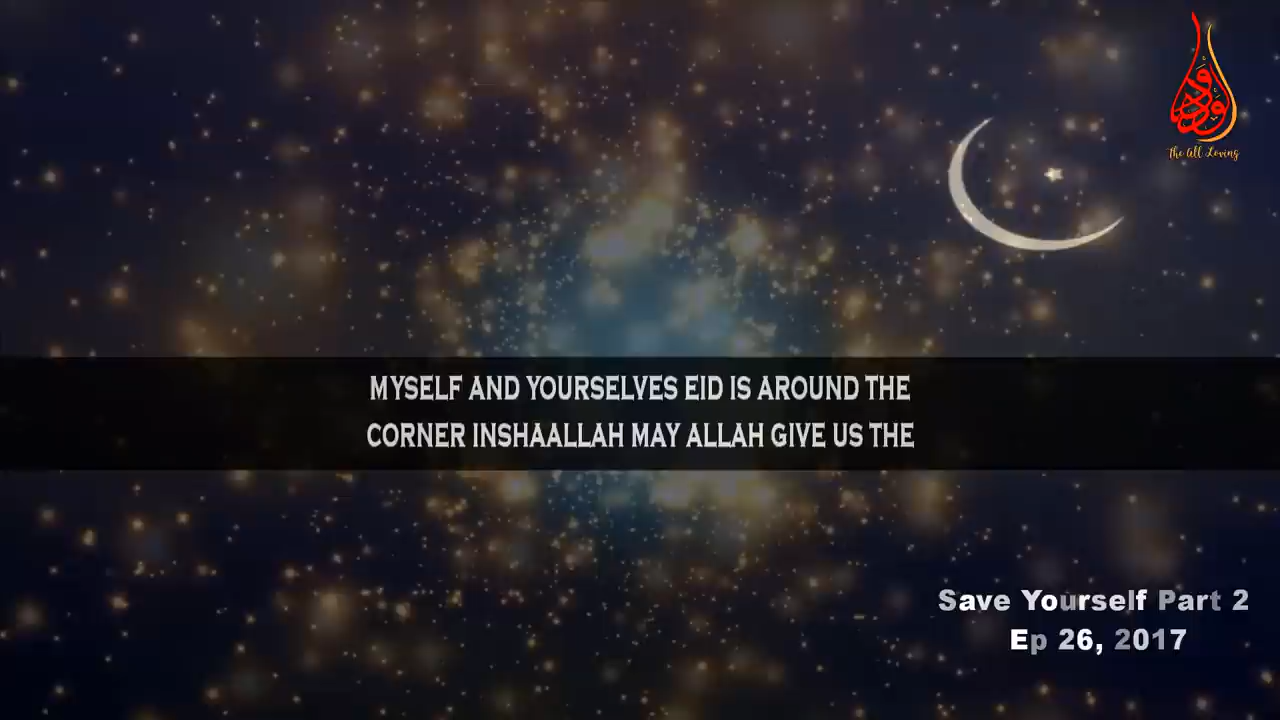 الودود
The All Loving
MYSELF AND YOURSELVES EID IS AROUND THE
CORNER INSHAALLAH MAY ALLAH GIVE US THE
Save Yourself Part 2
Ep 26, 2017